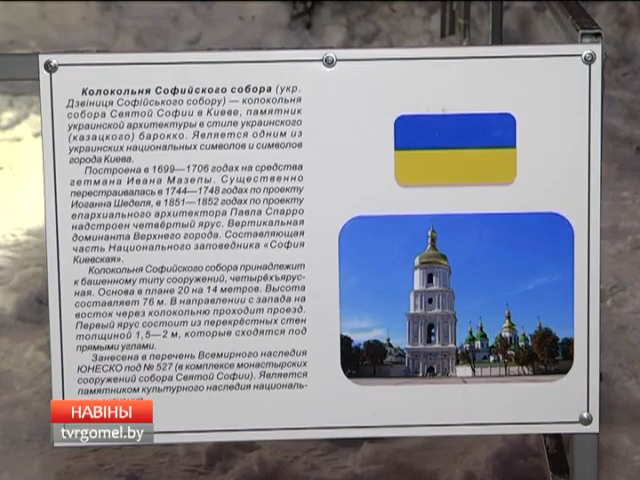 Колокольня Софийского собора (укр.
Дзвіниця Софійського собору) — колокольня
собора Святой Софии в Киеве, памятник
украинской архитектуры в стиле украинского
(казацкого) барокко. Является одним из
украинских национальных символов и символов
города Киева.
Построена в 1699—1706 годах на средства
гетмана Ивана Мазепы. Существенно
перестраивалась в 1744—1748 годах по проекту
Иоганна Шеделя, в 1851—1852 годах по проекту
епархиального архитектора Павла Спарро
надстроен четвёртый ярус. Вертикальная
доминанта Верхнего города. Составляющая
часть Национального заповедника «София
Киевская».
Колокольня Софийского собора принадлежит
к башенному типу сооружений, четырёхъярус-
ная. Основа в плане 20 на 14 метров. Высота
составляет 76 м. В направлении с запада на
восток через колокольню проходит проезд.
Первый ярус состоит из перекрёстных стен
толщиной 1,5—2 м, которые сходятся под
прямыми углами.
Занесена в перечень Всемирного наследия
ЮНЕСКО под № 527 (в комплексе монастырских
сооружений собора Святой Софии). Является
памятником культурного наследия националь-
НАВІНЫ
tvrgomel.by